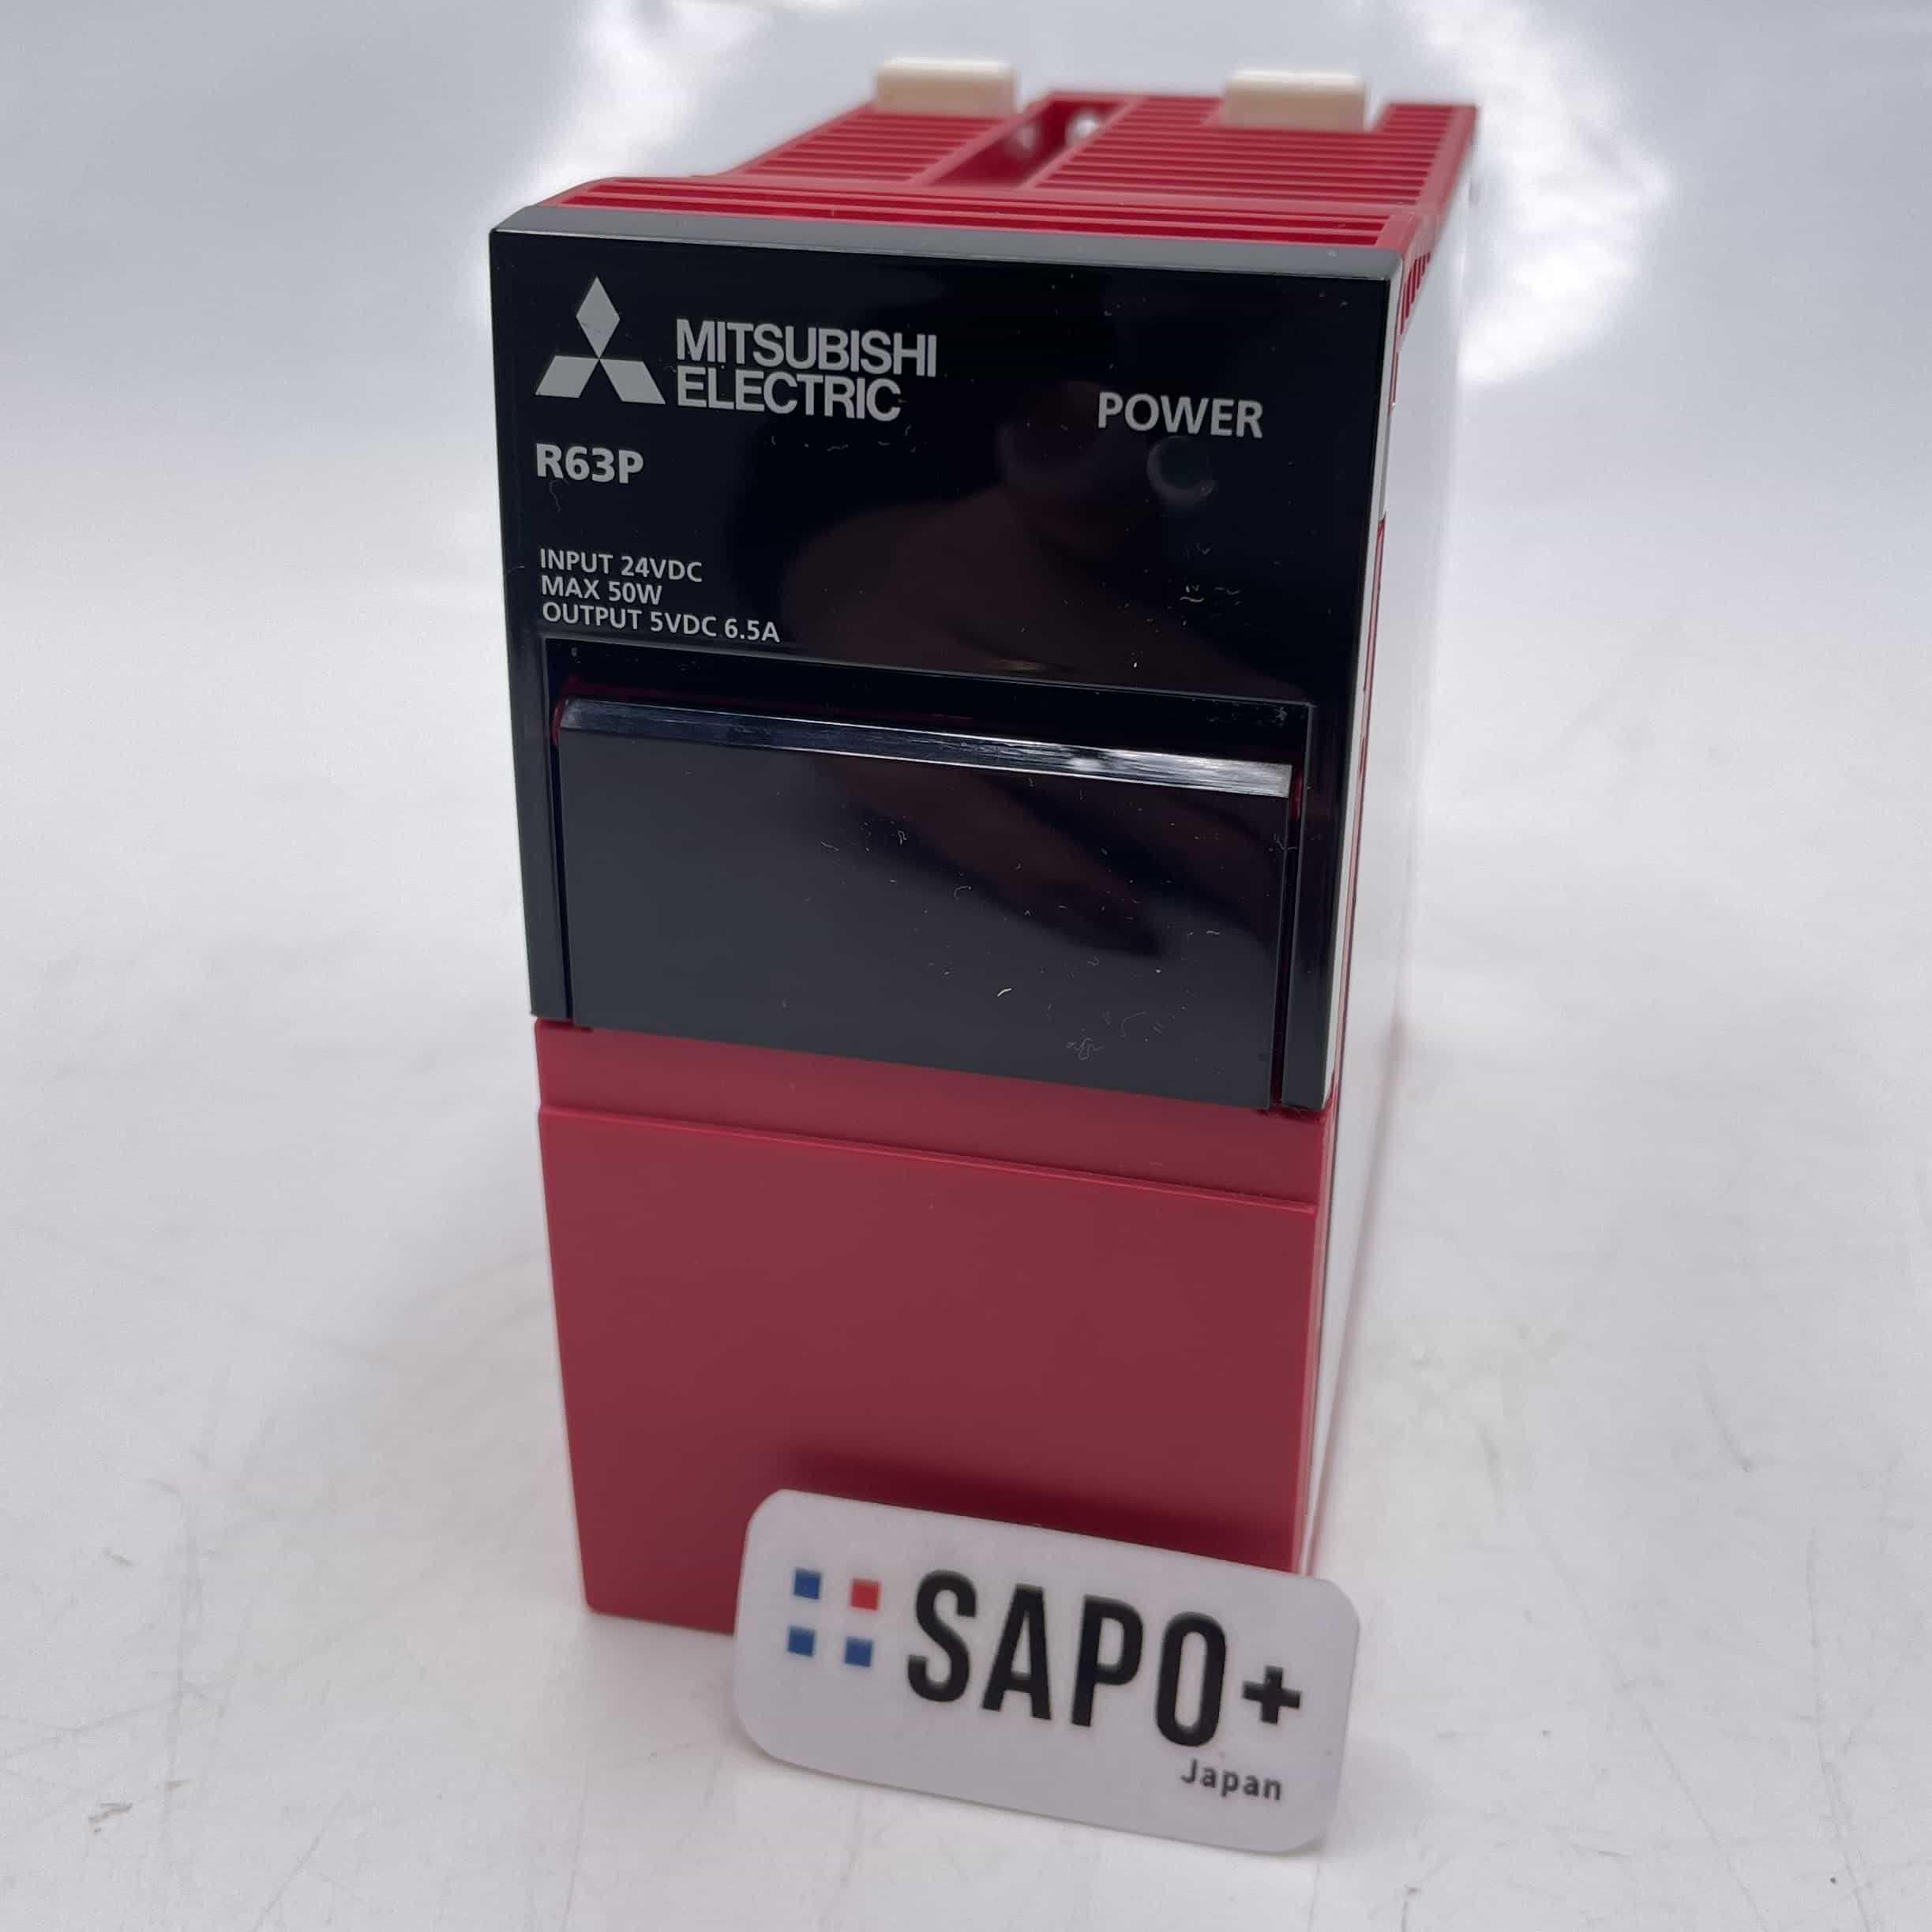 MITSUBISHI
ELECTRIC
POWER
R63P
INPUT 24VDC
MAX 50W
OUTPUT 5VDC 6.5A
SAPO+
Japan